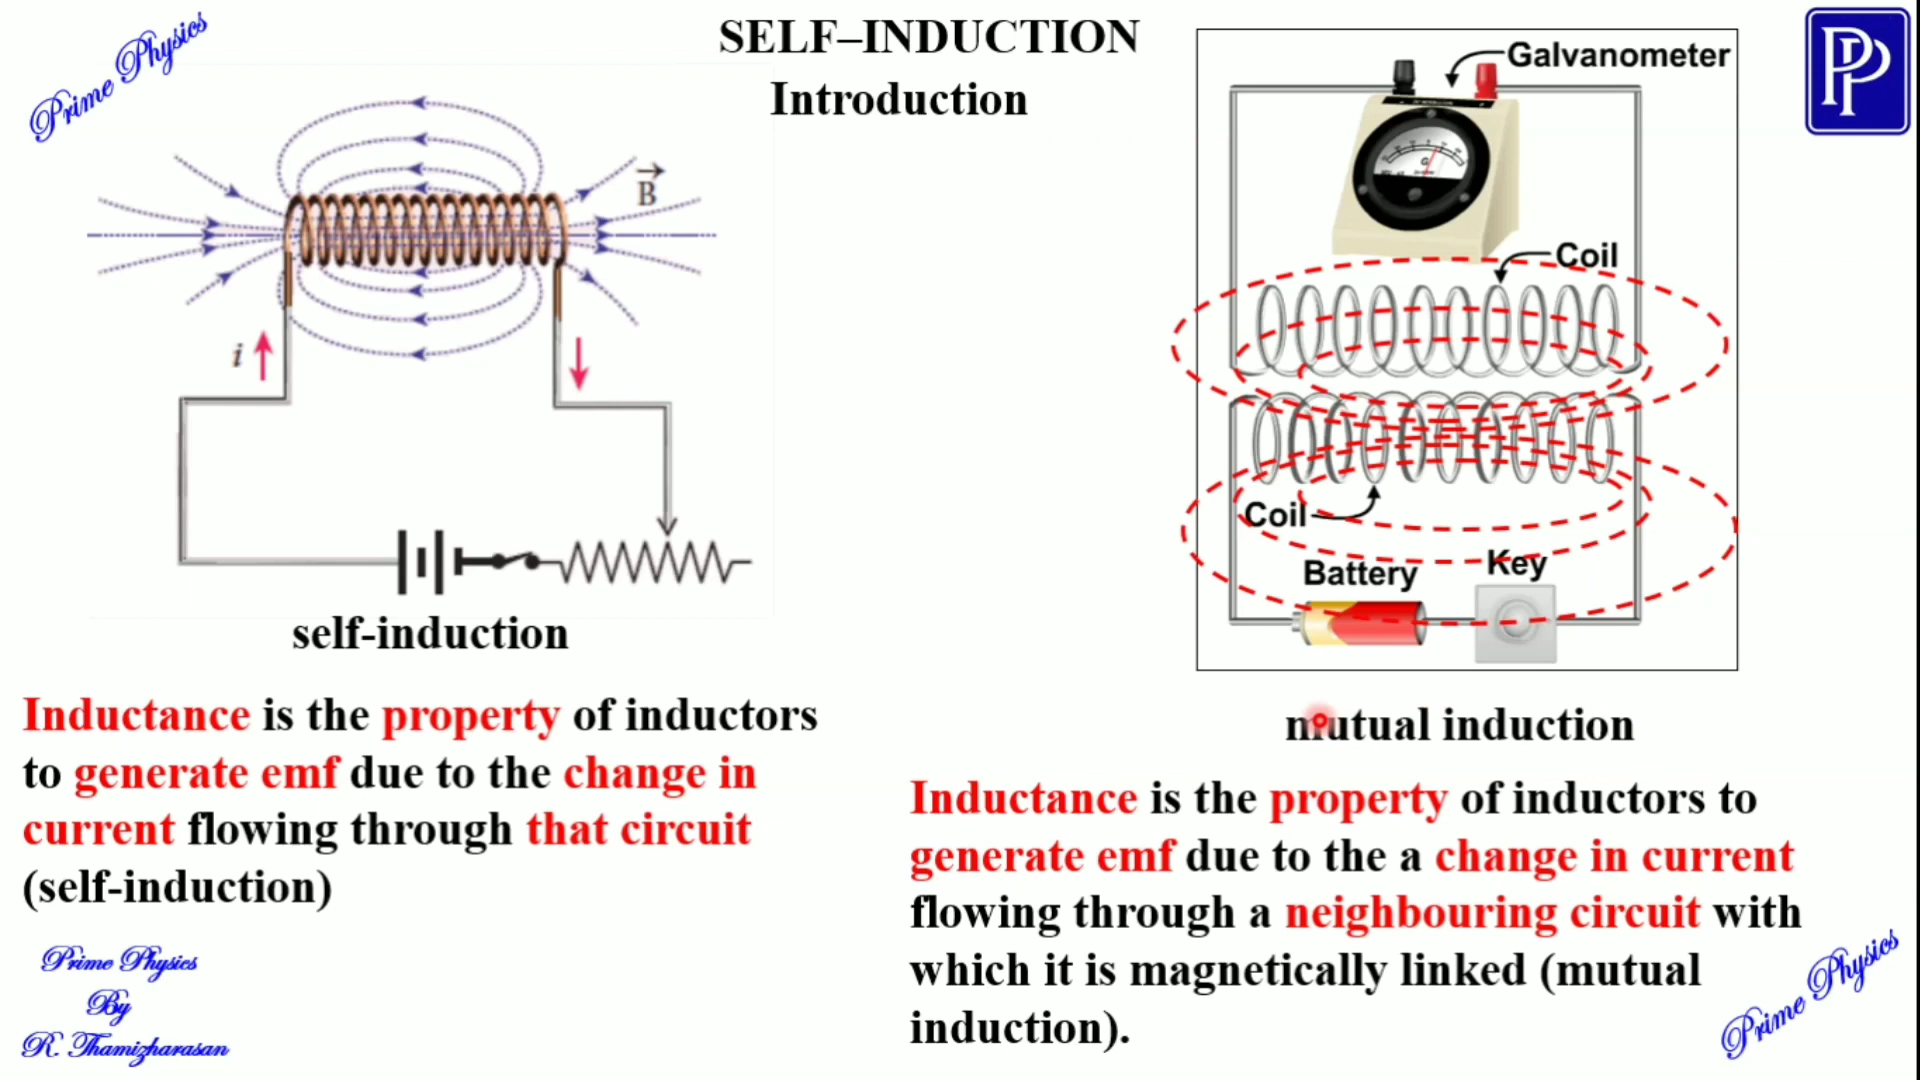 Prime Physics
SELF–INDUCTION
Introduction
B
i
self-induction
Inductance is the property of inductors
to generate emf due to the change in
current flowing through that circuit
(self-induction)
Prime Physics
By
R. Thamizharasan
Galvanometer
G
Coil
Coil
Battery
Key
mutual induction
Inductance is the property of inductors to
generate emf due to the a change in current
flowing through a neighbouring circuit with
which it is magnetically linked (mutual
induction).
PP
Prime Physics